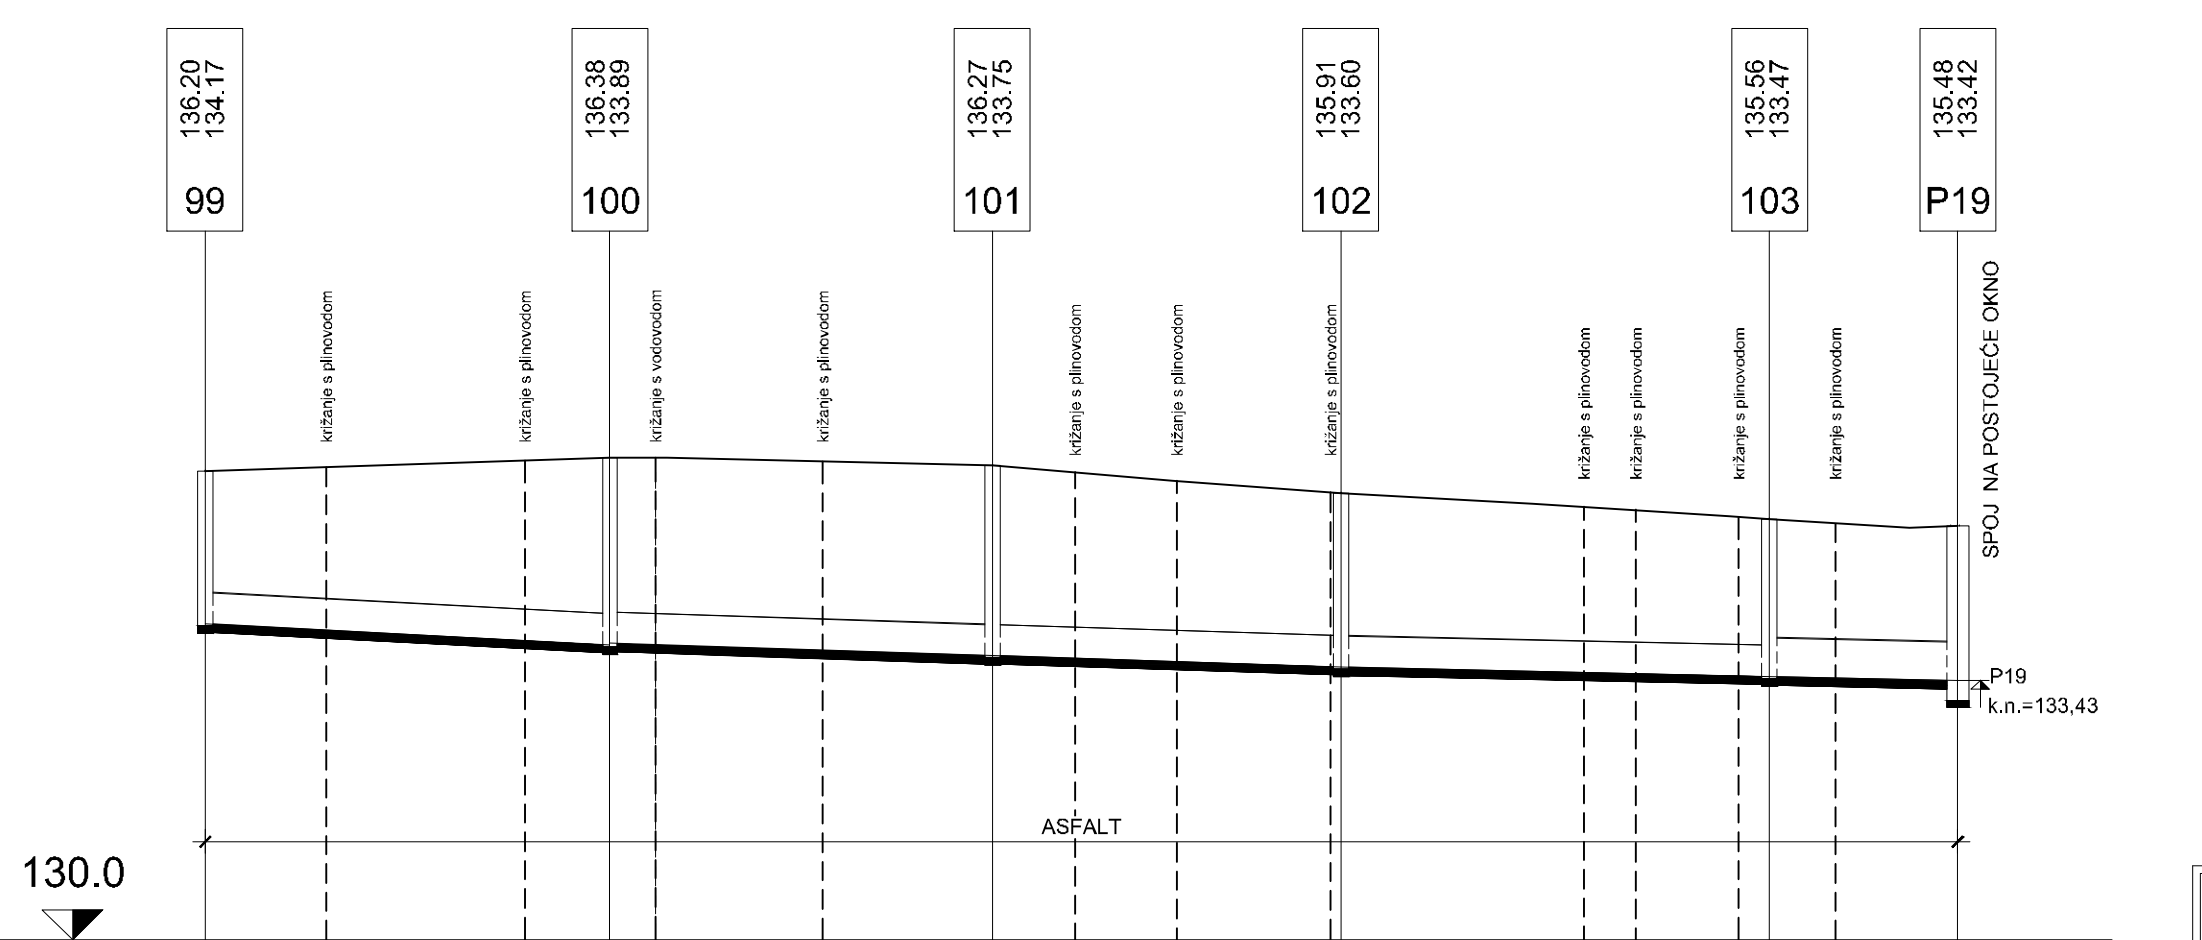 136.20
134.17
99
136.38
133.89
100
136.27
133.75
101
135.91
133.60
102
135.56
133.47
103
135.48
133.42
P19
križanje s plinovodom
križanje s plinovodom
križanje s vodovodom
križanje s plinovodom
križanje s plinovodom
križanje s plinovodom
križanje s plinovodom
križanje s plinovodom
križanje s plinovodom
križanje s plinovodom
križanje s plinovodom
SPOJ NA POSTOJEĆE OKNO
P19
k.n.=133,43
ASFALT
130.0